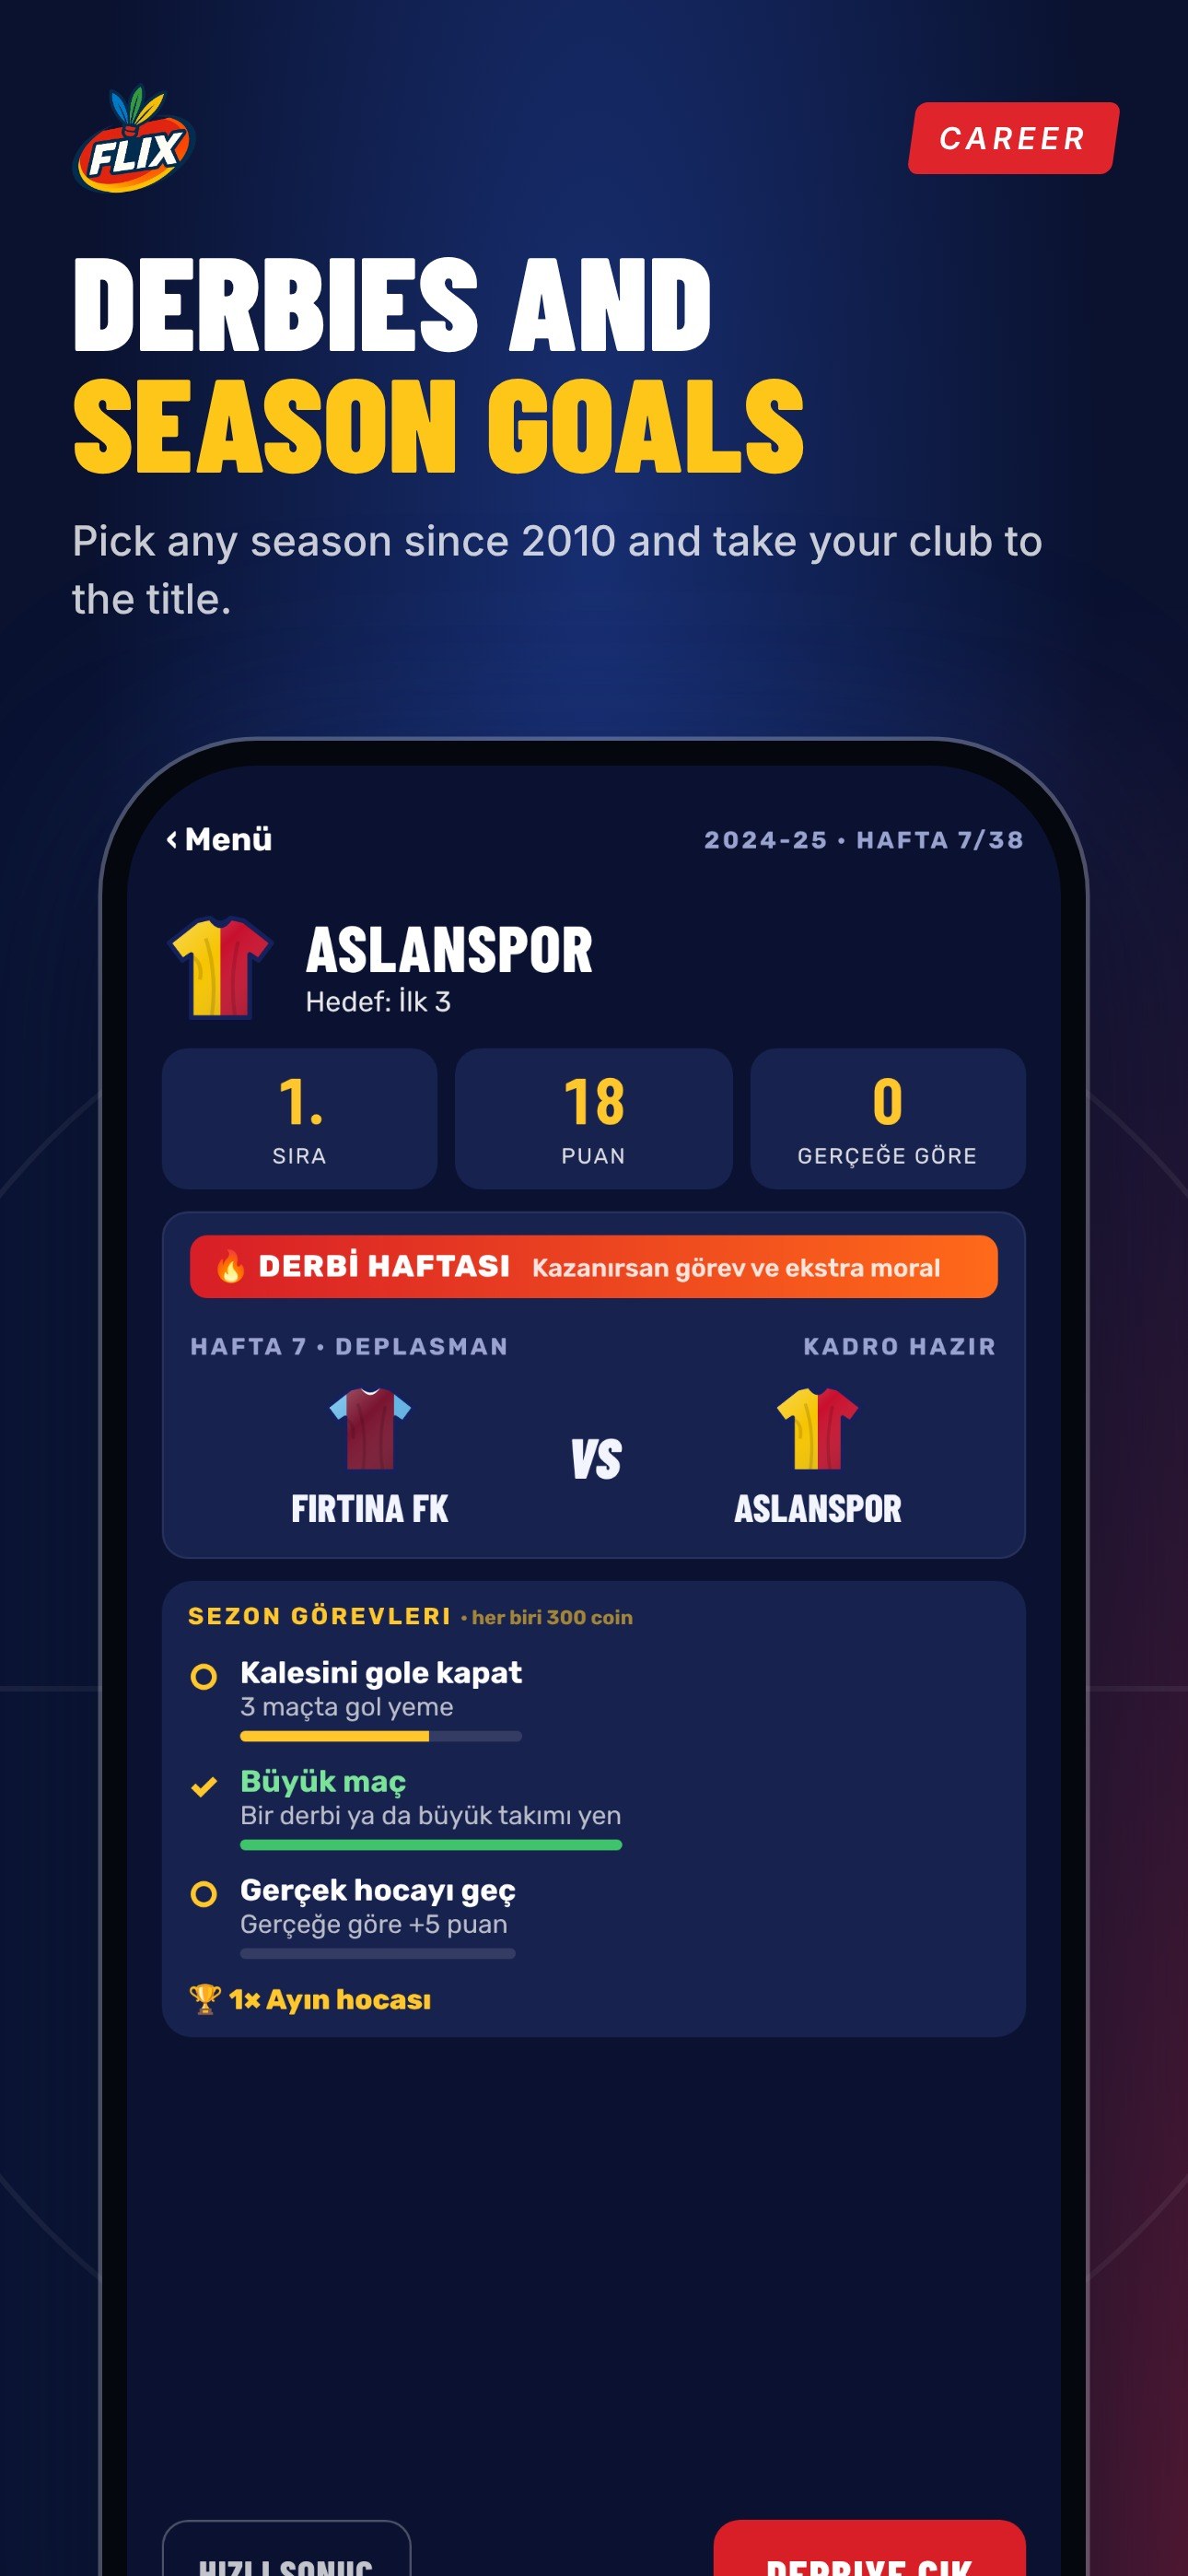 FLIX
CAREER
DERBIES AND
SEASON GOALS
Pick any season since 2010 and take your club to
the title.
‹ Menü
2024-25 • HAFTA 7/38
ASLANSPOR
Hedef: İlk 3
1.
SIRA
18
PUAN
0
GERÇEĞE GÖRE
🔥 DERBİ HAFTASI Kazanırsan görev ve ekstra moral
HAFTA 7 • DEPLASMAN
KADRO HAZIR
FIRTINA FK
VS
ASLANSPOR
SEZON GÖREVLERI • her biri 300 coin
Kalesini gole kapat
3 maçta gol yeme
Büyük maç
Bir derbi ya da büyük takımı yen
Gerçek hocayı geç
Gerçeğe göre +5 puan
🏆 1× Ayın hocası
HIZLI SONUÇ
DERBIYE ÇIK